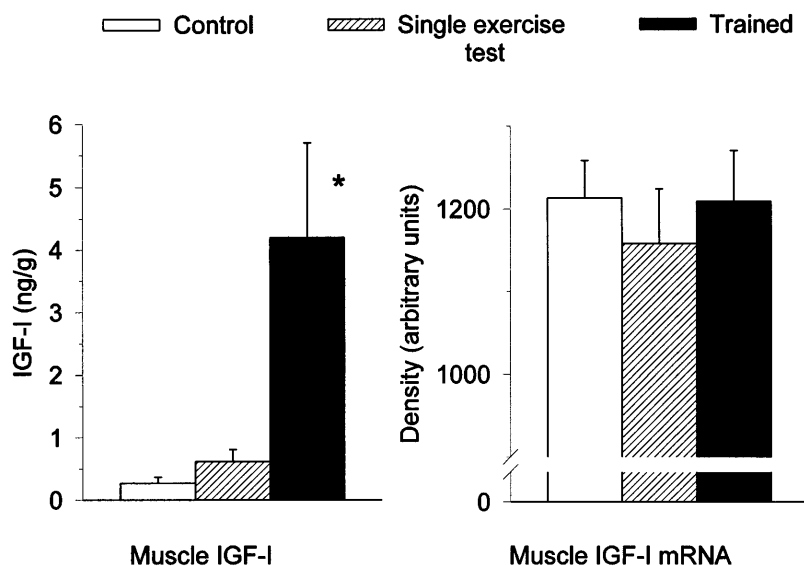 Control
Single exercise
test
Trained
6
5
4
3
2
1
0
IGF-I (ng/g)
*
Muscle IGF-I
1200
1000
0
Density (arbitrary units)
Muscle IGF-I mRNA